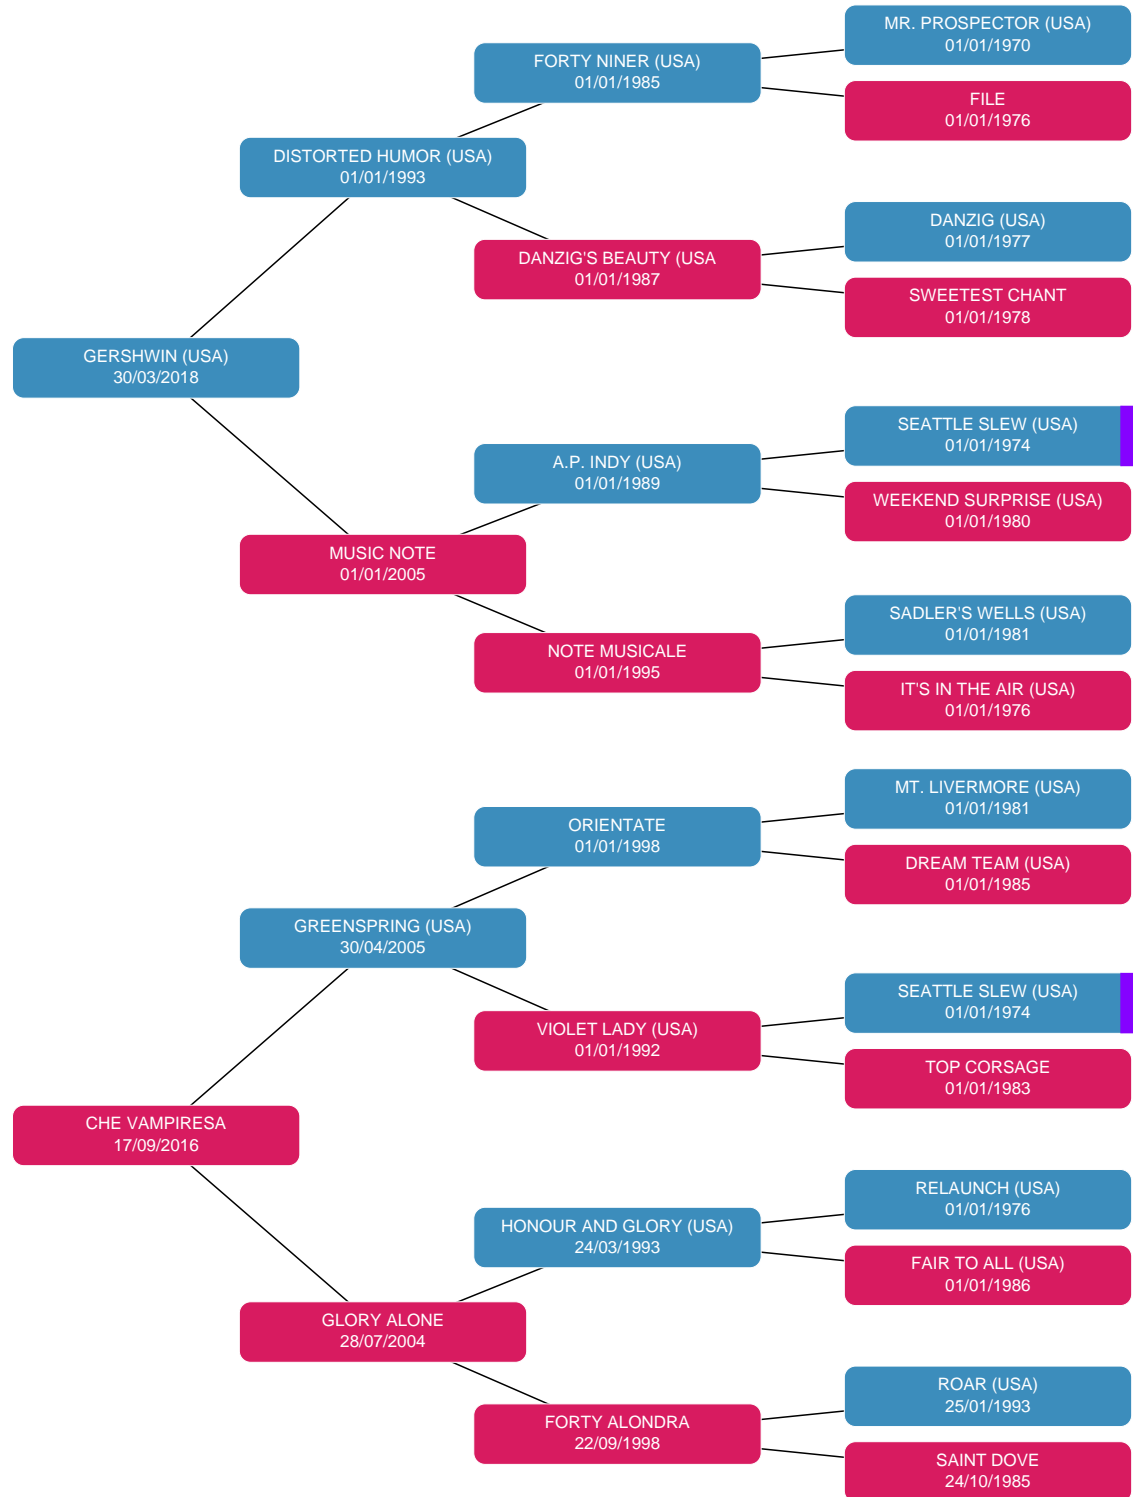 MR. PROSPECTOR (USA)
01/01/1970
FORTY NINER (USA)
01/01/1985
FILE
01/01/1976
DISTORTED HUMOR (USA)
01/01/1993
DANZIG (USA)
01/01/1977
DANZIG'S BEAUTY (USA
01/01/1987
SWEETEST CHANT
01/01/1978
GERSHWIN (USA)
30/03/2018
SEATTLE SLEW (USA)
01/01/1974
A.P. INDY (USA)
01/01/1989
WEEKEND SURPRISE (USA)
01/01/1980
MUSIC NOTE
01/01/2005
SADLER'S WELLS (USA)
01/01/1981
NOTE MUSICALE
01/01/1995
IT'S IN THE AIR (USA)
01/01/1976
MT. LIVERMORE (USA)
01/01/1981
ORIENTATE
01/01/1998
DREAM TEAM (USA)
01/01/1985
GREENSPRING (USA)
30/04/2005
SEATTLE SLEW (USA)
01/01/1974
VIOLET LADY (USA)
01/01/1992
TOP CORSAGE
01/01/1983
CHE VAMPIRESA
17/09/2016
RELAUNCH (USA)
01/01/1976
HONOUR AND GLORY (USA)
24/03/1993
FAIR TO ALL (USA)
01/01/1986
GLORY ALONE
28/07/2004
ROAR (USA)
25/01/1993
FORTY ALONDRA
22/09/1998
SAINT DOVE
24/10/1985